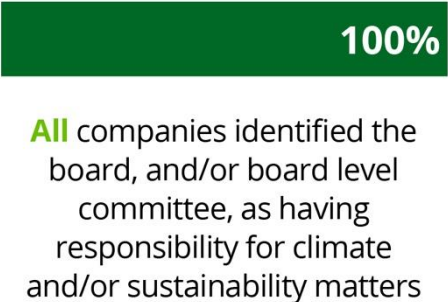 100%
All companies identified the
board, and/or board level
committee, as having
responsibility for climate
and/or sustainability matters